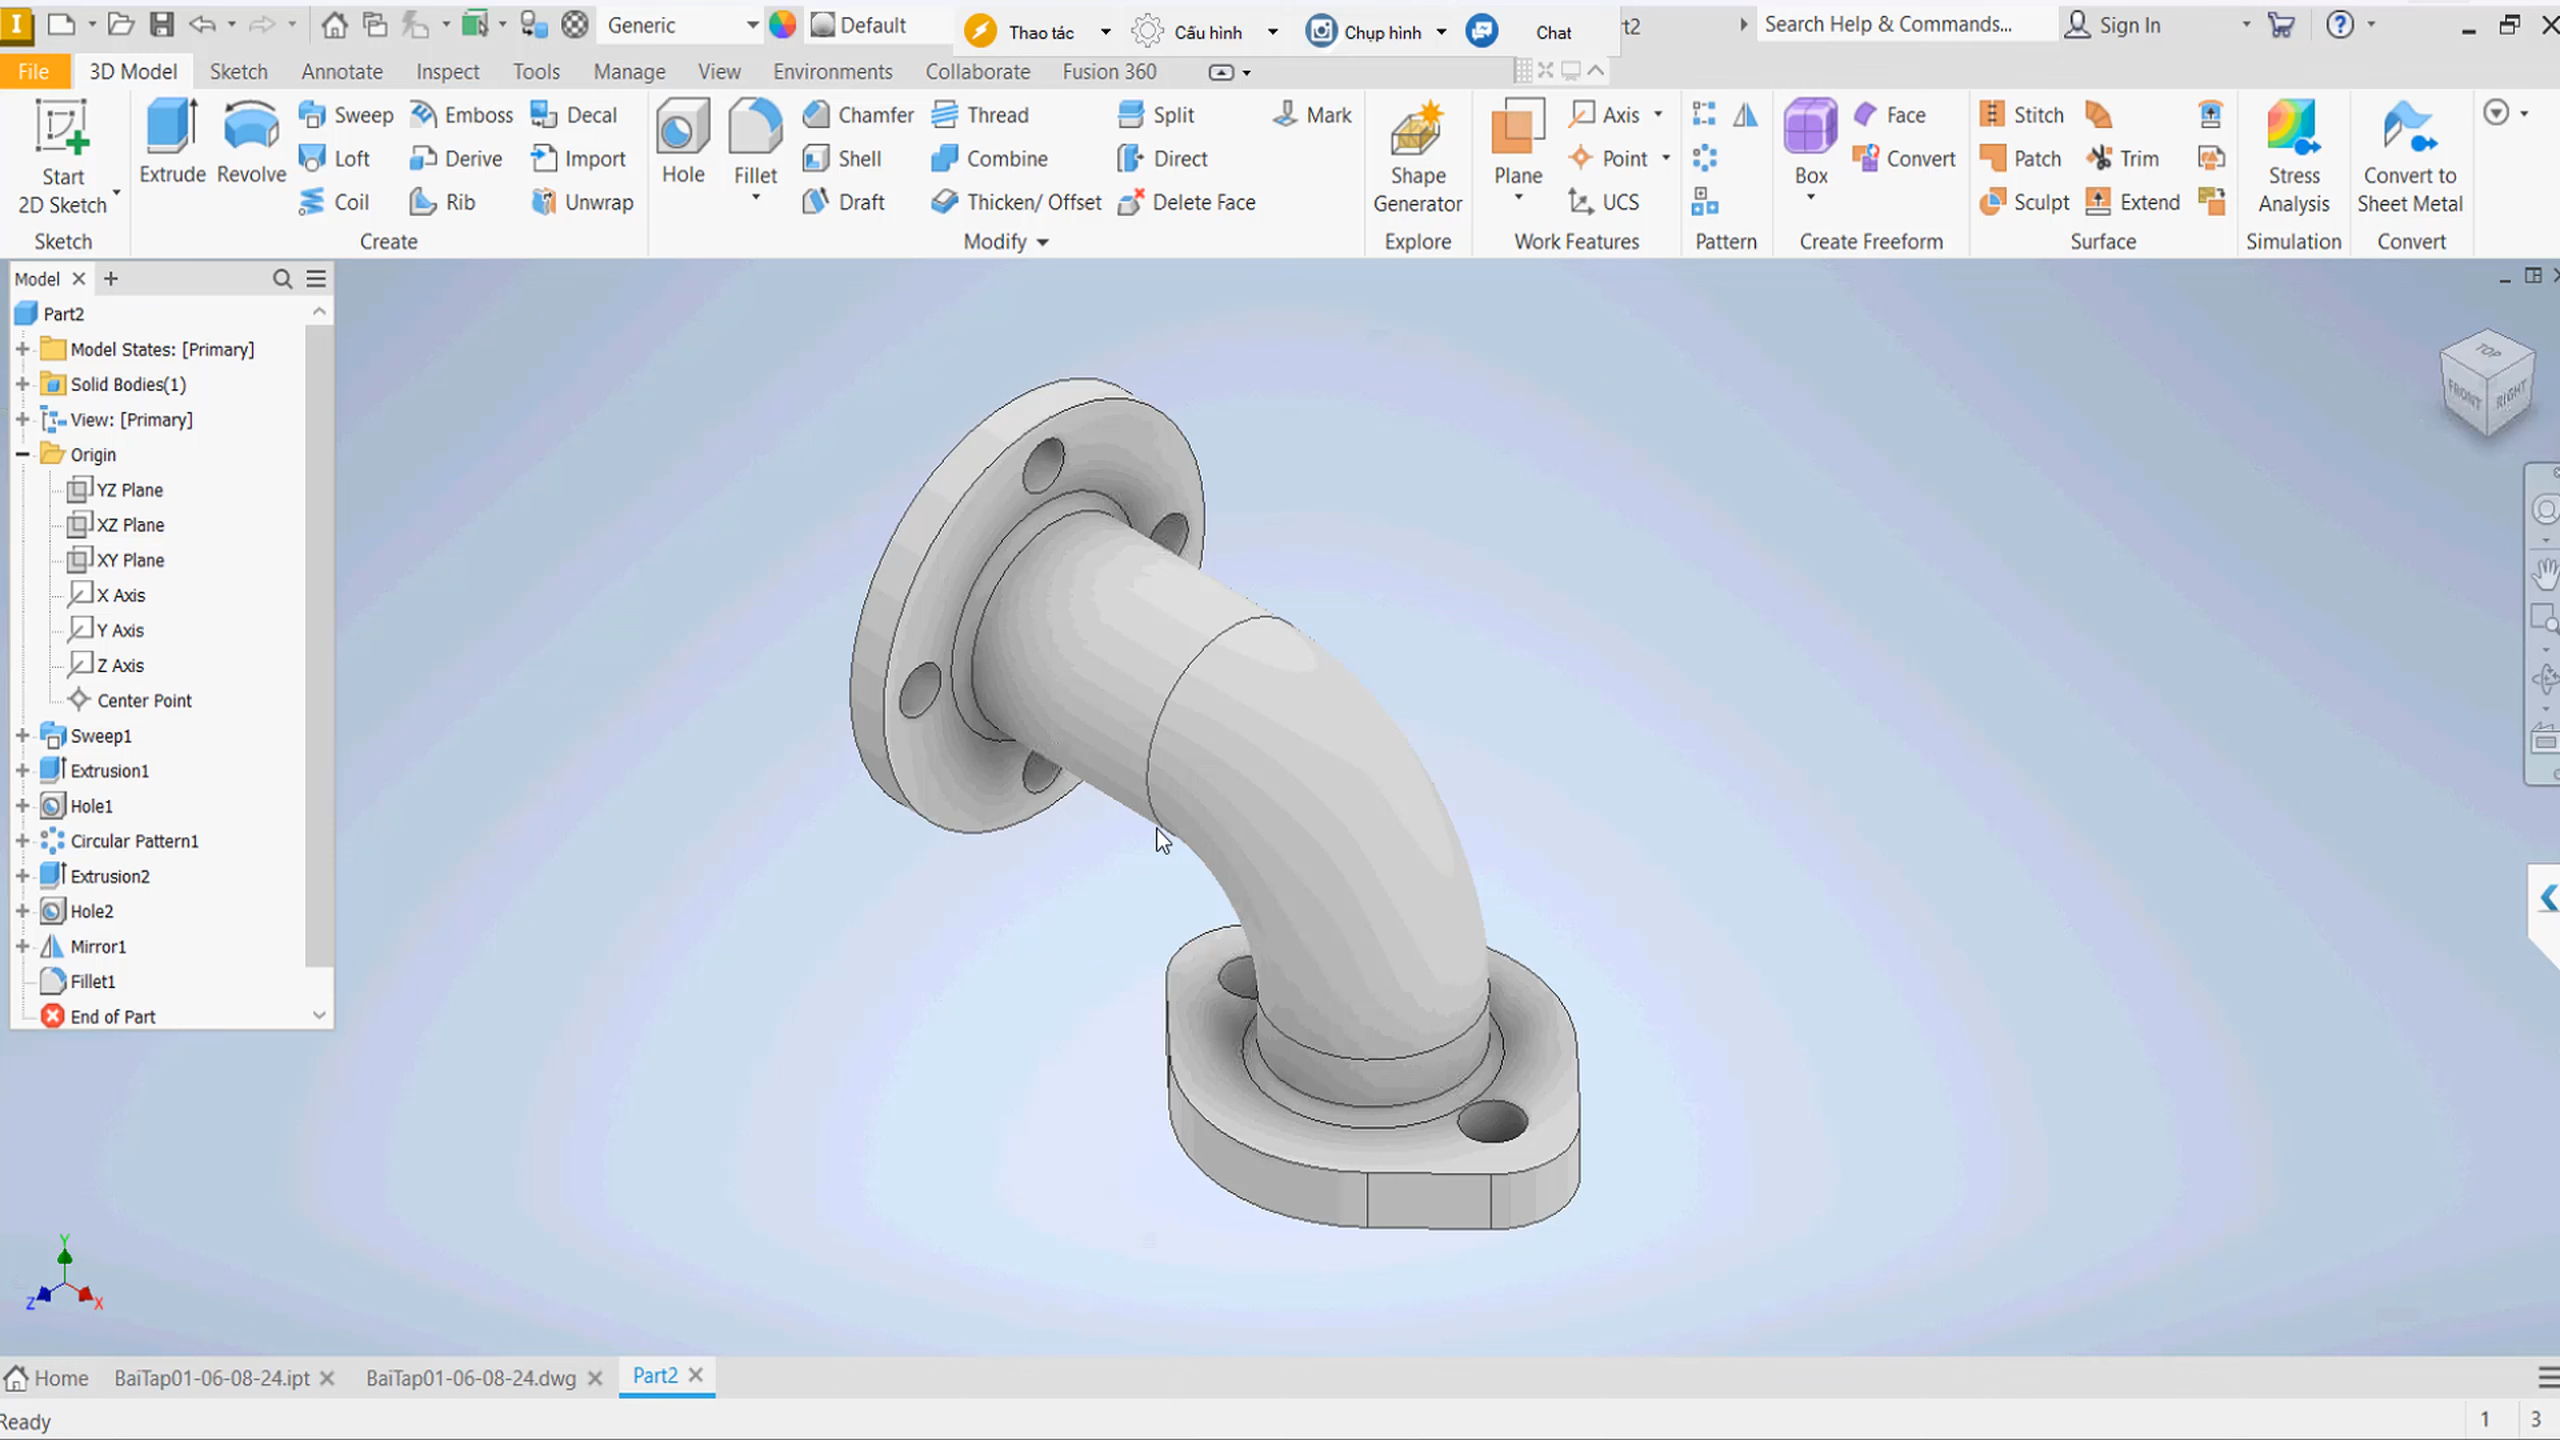 I Generic Default Thao tác Cấu hình Chụp hình Chat t2 Search Help & Commands... Sign In
File 3D Model Sketch Annotate Inspect Tools Manage View Environments Collaborate Fusion 360
Start 2D Sketch
Extrude Revolve Sweep Emboss Decal
Loft Derive Import
Coil Rib Unwrap
Hole Fillet Chamfer Thread Split Mark
Shell Combine Direct
Draft Thicken/ Offset Delete Face
Shape Generator
Plane Axis
Point
UCS
Box Face
Convert
Stitch
Patch Trim
Sculpt Extend
Stress Analysis
Convert to Sheet Metal
Sketch Create Modify Explore Work Features Pattern Create Freeform Surface Simulation Convert
Model
Part2
Model States: [Primary]
Solid Bodies(1)
View: [Primary]
Origin
YZ Plane
XZ Plane
XY Plane
X Axis
Y Axis
Z Axis
Center Point
Sweep1
Extrusion1
Hole1
Circular Pattern1
Extrusion2
Hole2
Mirror1
Fillet1
End of Part
TOP
FRONT RIGHT
Y
Z X
Home BaiTap01-06-08-24.ipt BaiTap01-06-08-24.dwg Part2
Ready 1 3